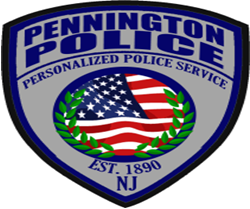 PENNINGTON
POLICE
PERSONALIZED POLICE SERVICE
EST. 1890
NJ